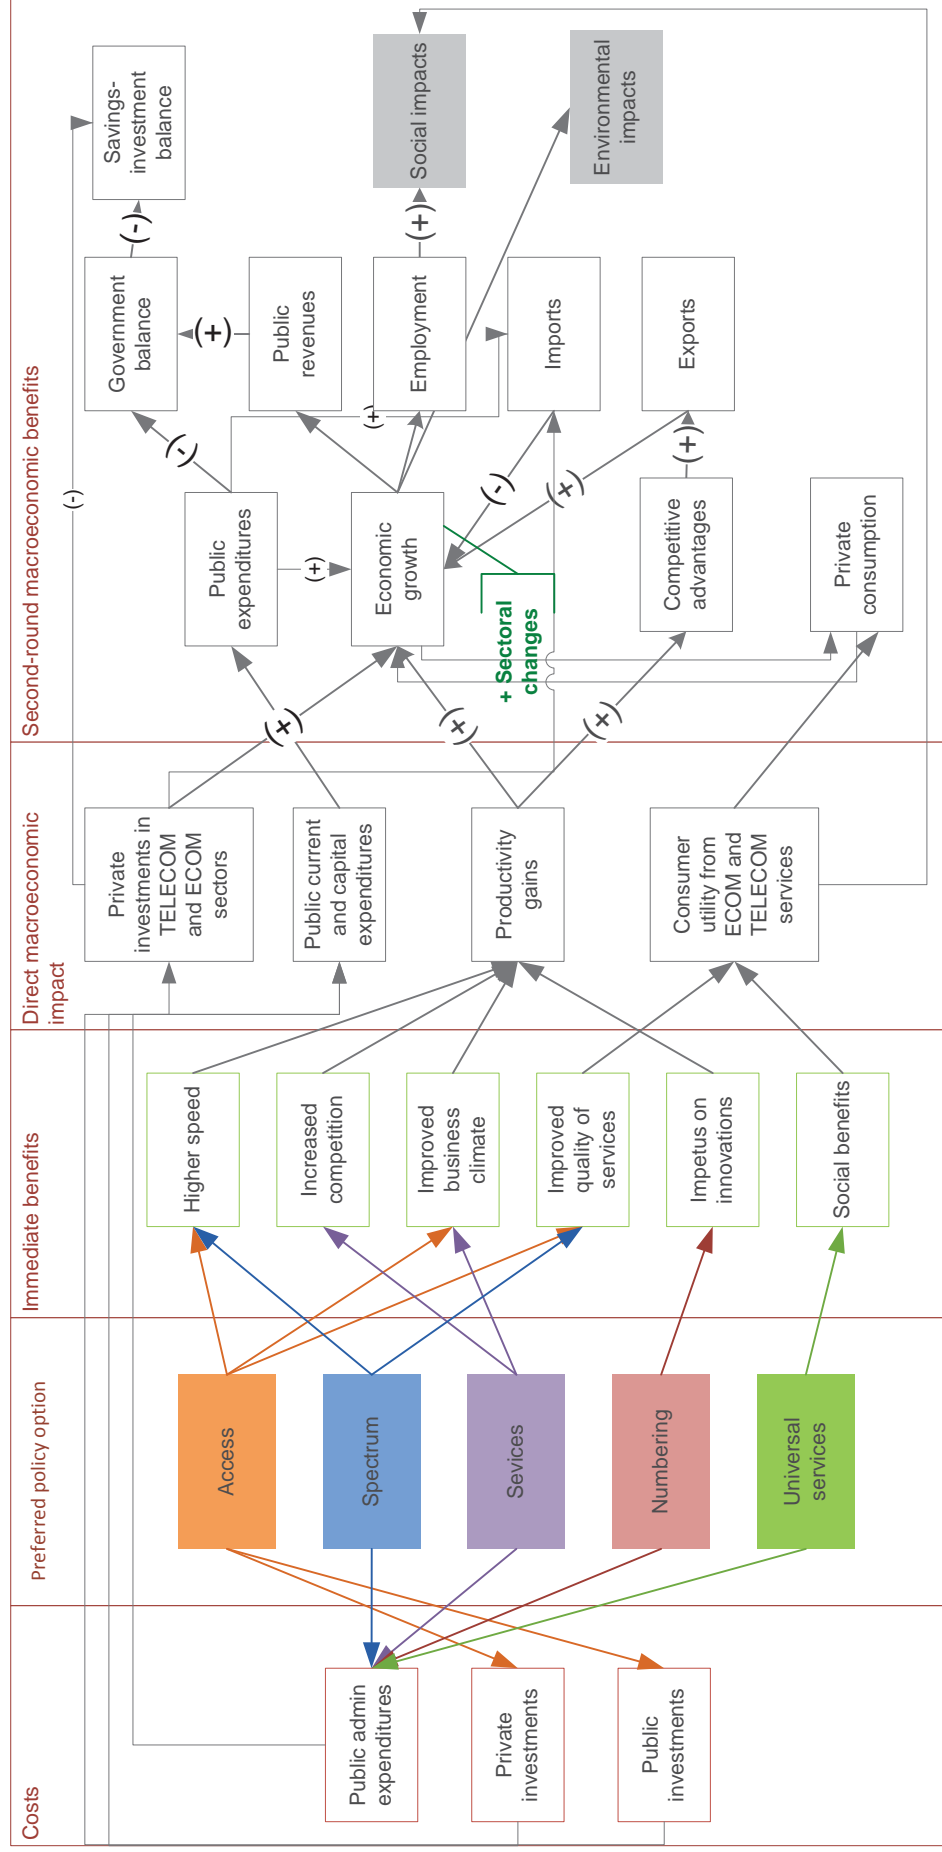 Costs
Preferred policy option
Immediate benefits
Direct macroeconomic
impact
Second-round macroeconomic benefits
Public admin
expenditures
Private
investments
Public
investments
Access
Spectrum
Sevices
Numbering
Universal
services
Higher speed
Increased
competition
Improved
business
climate
Improved
quality of
services
Impetus on
innovations
Social benefits
Private
investments in
TELECOM
and ECOM
sectors
Public current
and capital
expenditures
Productivity
gains
Consumer
utility from
ECOM and
TELECOM
services
(+)
(+)
(+)
Public
expenditures
(+)
Economic
growth
+ Sectoral
changes
Competitive
advantages
Private
consumption
(-)
(-)
(+)
(-)
(+)
(+)
Government
balance
(+)
Public
revenues
Employment
Imports
Exports
(-)
(+)
Savings-
investment
balance
Social impacts
Environmental
impacts